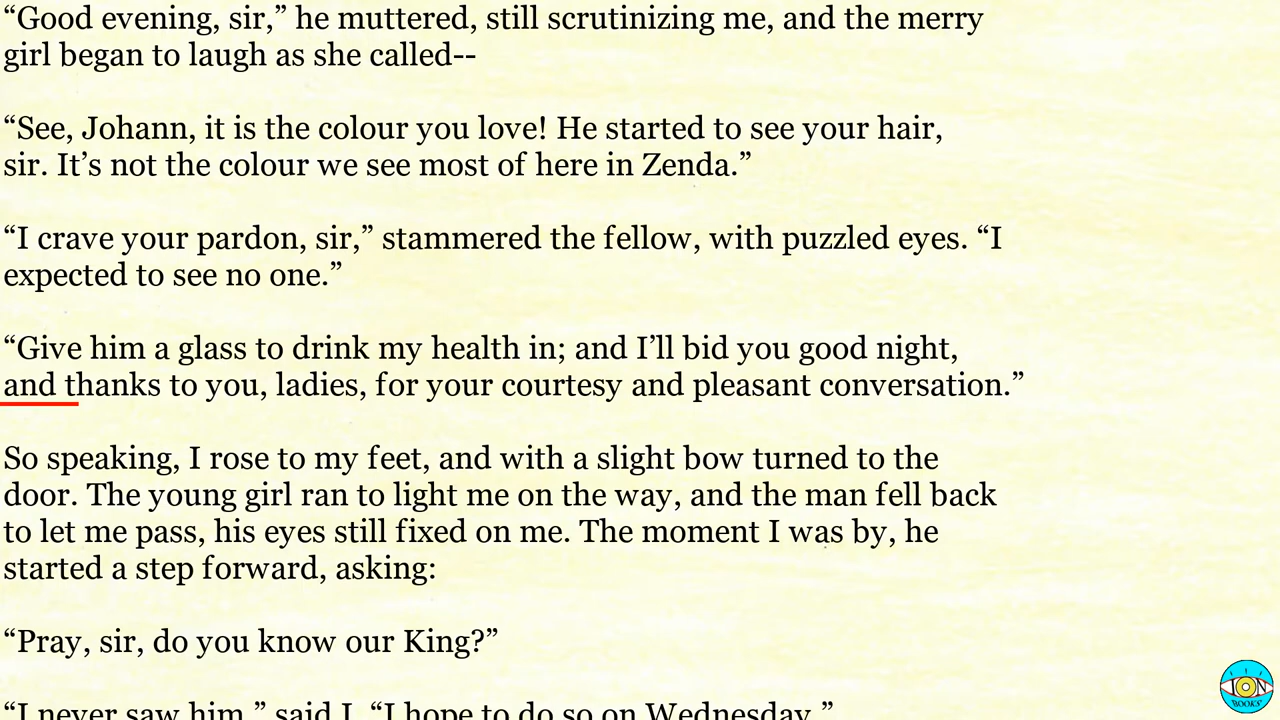 “Good evening, sir,” he muttered, still scrutinizing me, and the merry
girl began to laugh as she called--
“See, Johann, it is the colour you love! He started to see your hair,
sir. It’s not the colour we see most of here in Zenda.”
“I crave your pardon, sir,” stammered the fellow, with puzzled eyes. “I
expected to see no one.”
“Give him a glass to drink my health in; and I’ll bid you good night,
and thanks to you, ladies, for your courtesy and pleasant conversation.”
So speaking, I rose to my feet, and with a slight bow turned to the
door. The young girl ran to light me on the way, and the man fell back
to let me pass, his eyes still fixed on me. The moment I was by, he
started a step forward, asking:
“Pray, sir, do you know our King?”
“I never saw him,” said I. “I hope to do so on Wednesday.”
ION
BOOKS